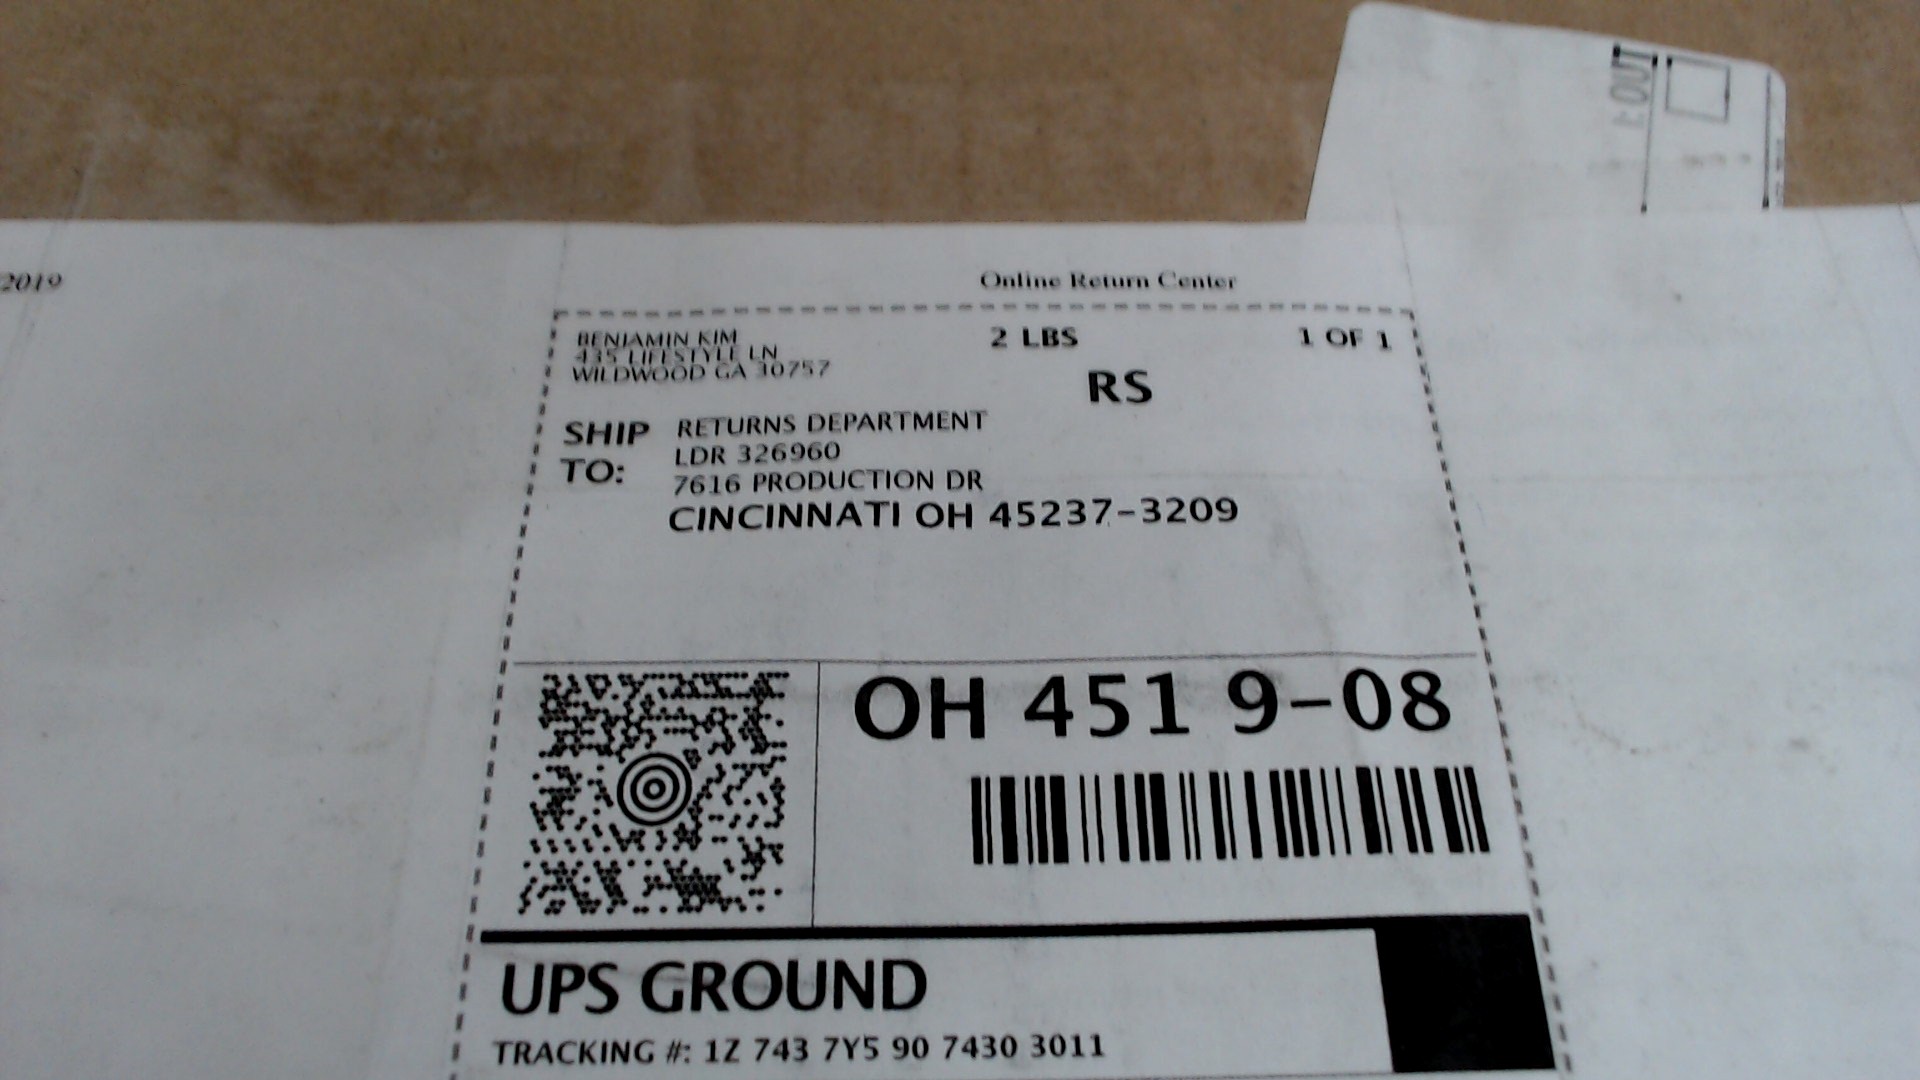 2019
Online Return Center
BENJAMIN KIM
435 LIFESTYLE LN
WILDWOOD GA 30757
2 LBS
1 OF 1
RS
SHIP TO:
RETURNS DEPARTMENT
LDR 326960
7616 PRODUCTION DR
CINCINNATI OH 45237-3209
OH 451 9-08
UPS GROUND
TRACKING #: 1Z 743 7Y5 90 7430 3011